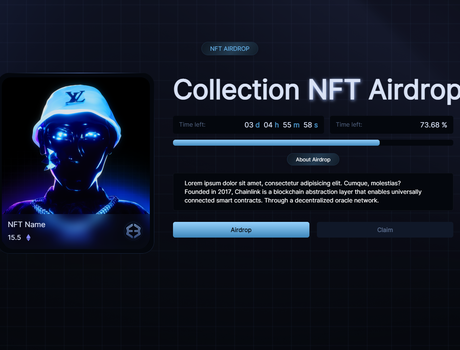 NFT AIRDROP
Collection NFT Airdrop
Time left: 03 d 04 h 55 m 58 s
Time left: 73.68 %
About Airdrop
Lorem ipsum dolor sit amet, consectetur adipisicing elit. Cumque, molestias?
Founded in 2017, Chainlink is a blockchain abstraction layer that enables universally
connected smart contracts. Through a decentralized oracle network.
Airdrop
Claim
LV
NFT Name
15.5